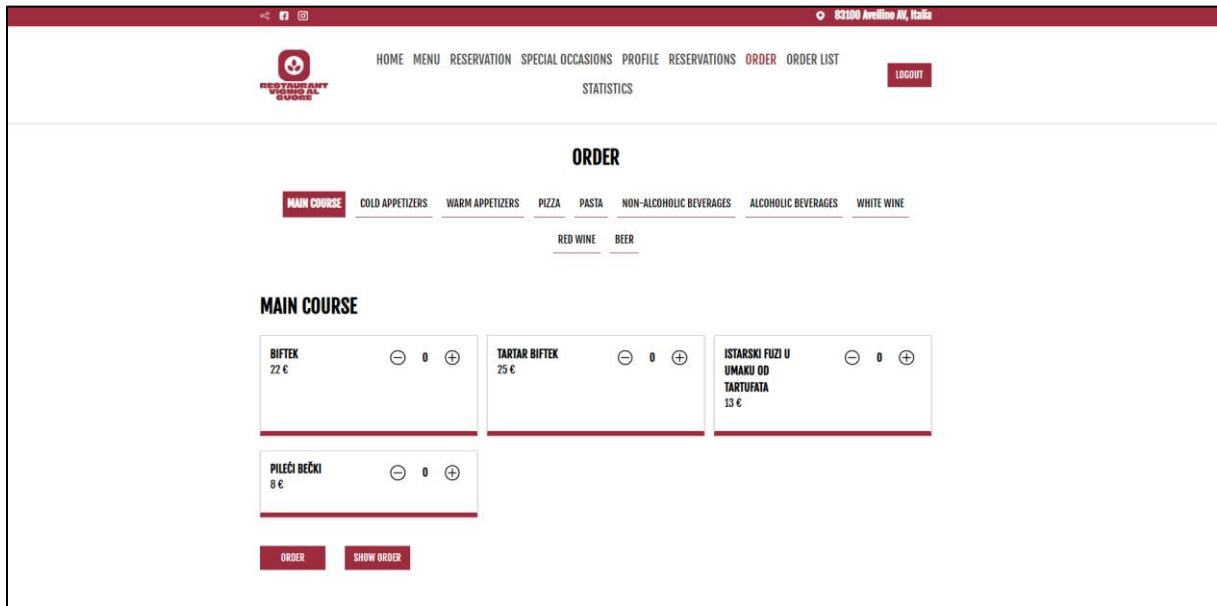 83100 Avellino AV, Italia
RESTAURANT
VICINO AL
CUORE
HOME MENU RESERVATION SPECIAL OCCASIONS PROFILE RESERVATIONS ORDER ORDER LIST
STATISTICS
LOGOUT
ORDER
MAIN COURSE COLD APPETIZERS WARM APPETIZERS PIZZA PASTA NON-ALCOHOLIC BEVERAGES ALCOHOLIC BEVERAGES WHITE WINE
RED WINE BEER
MAIN COURSE
BIFTEK
22 €
0
TARTAR BIFTEK
25 €
0
ISTARSKI FUZI U
UMAKU OD
TARTUFATA
13 €
0
PILEĆI BEČKI
8 €
0
ORDER SHOW ORDER